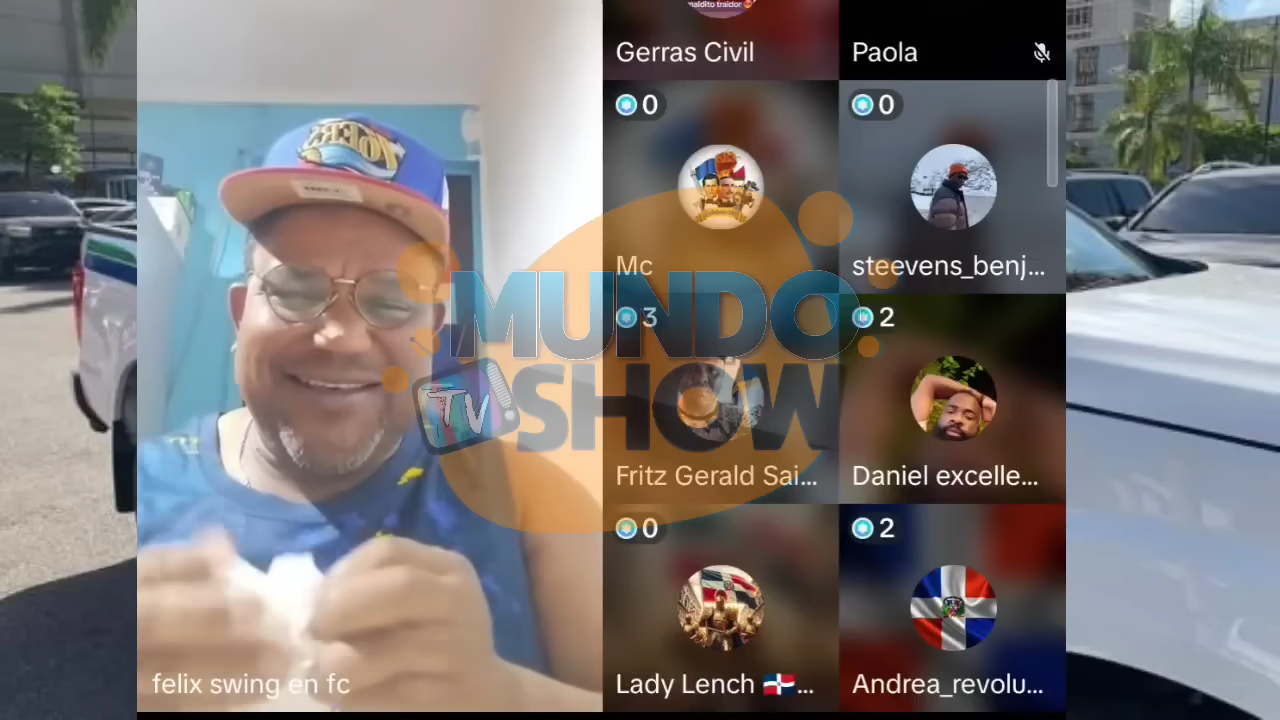 maldito traidor
Gerras Civil
Paola
0
0
Mc
steevens_benj...
3
2
Fritz Gerald Sai...
Daniel excelle...
0
2
felix swing en fc
Lady Lench 🇩🇴...
Andrea_revolu...
MUNDO
TV SHOW